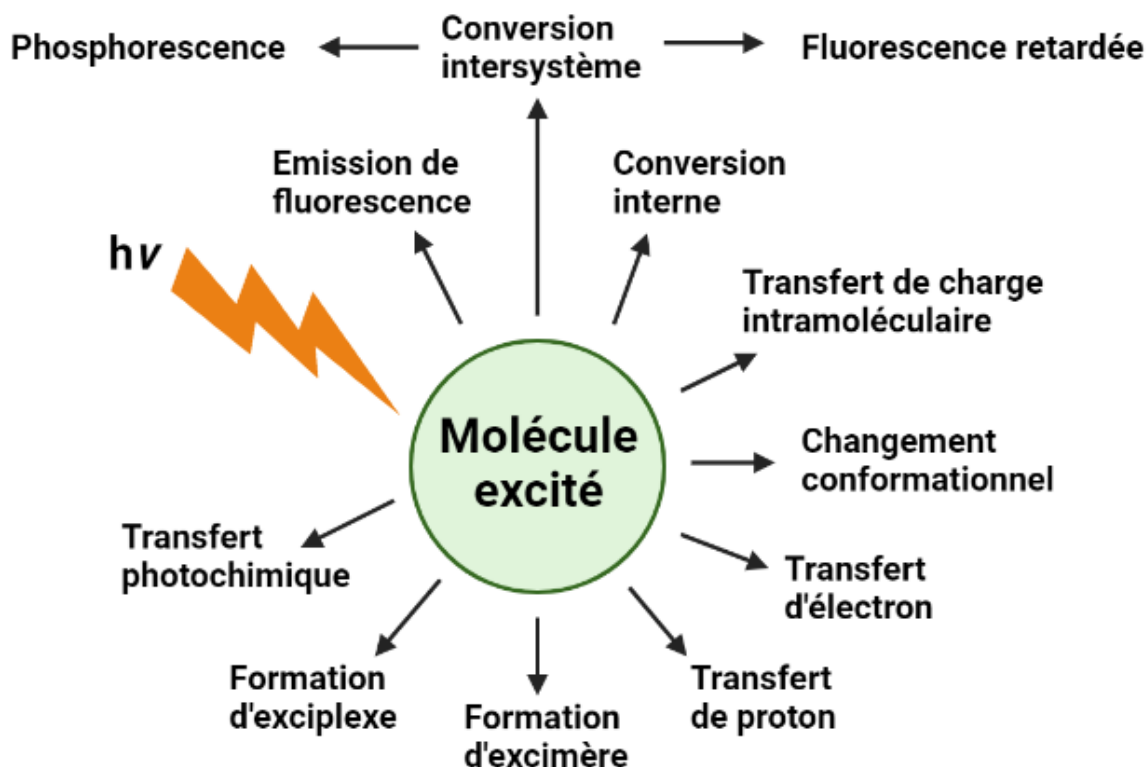 Phosphorescence
Conversion
intersystème
Fluorescence retardée
Emission de
fluorescence
Conversion
interne
hv
Transfert de charge
intramoléculaire
Molécule
excité
Changement
conformationnel
Transfert
photochimique
Transfert
d'électron
Formation
d'exciplexe
Formation
d'excimère
Transfert
de proton